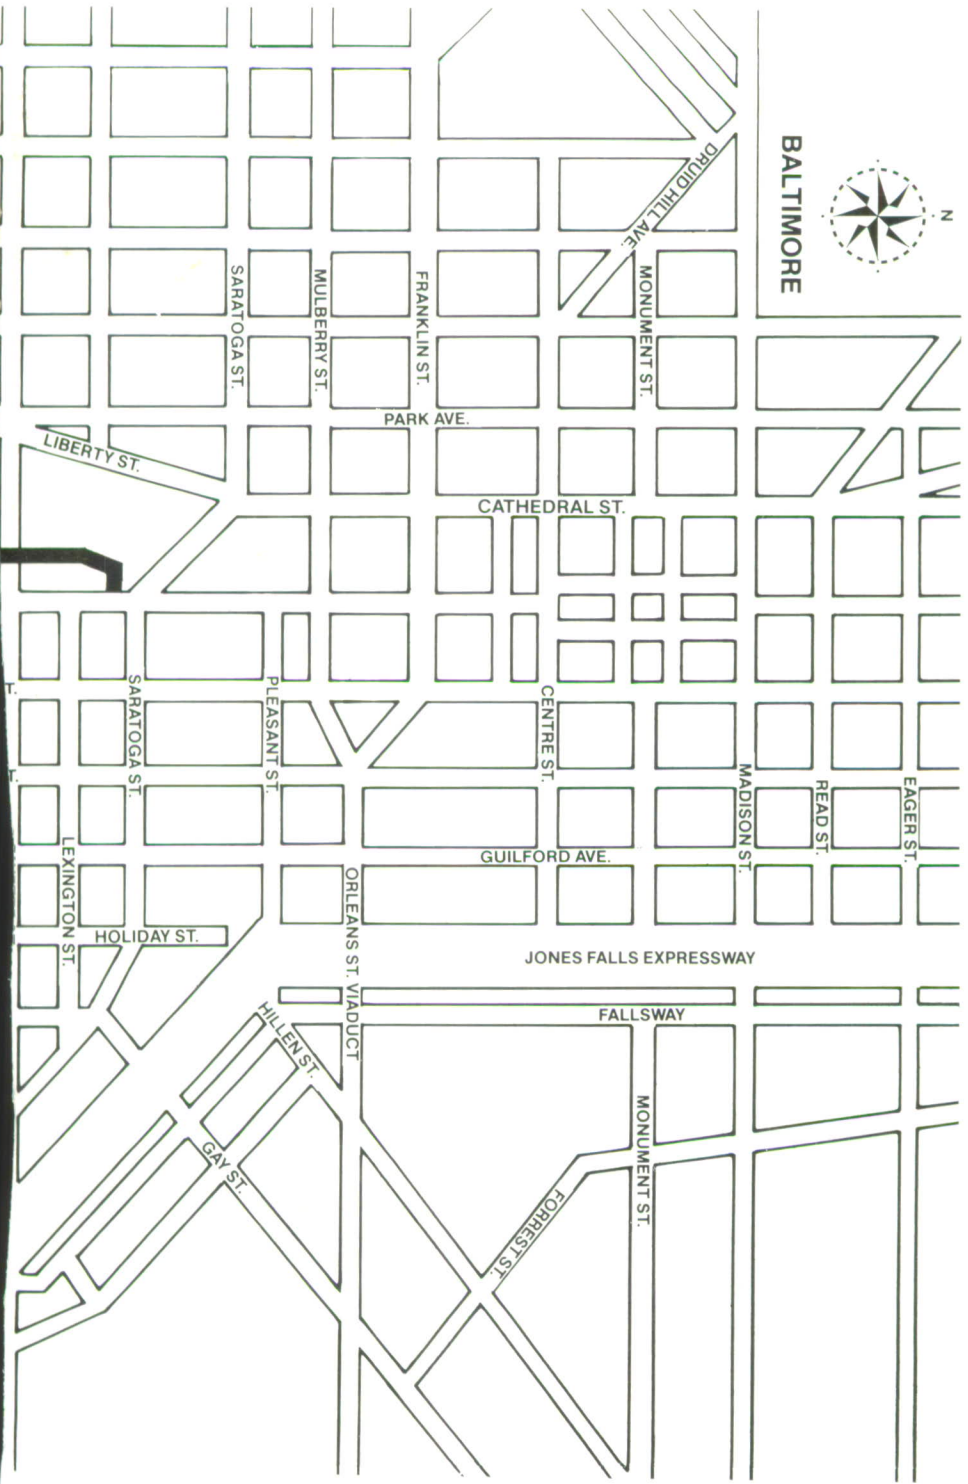 BALTIMORE
N
DRUID HILL AVE.
MONUMENT ST.
FRANKLIN ST.
MULBERRY ST.
SARATOGA ST.
PARK AVE.
LIBERTY ST.
CATHEDRAL ST.
T.
SARATOGA ST.
PLEASANT ST.
CENTRE ST.
T.
MADISON ST.
READ ST.
EAGER ST.
LEXINGTON ST.
GUILFORD AVE.
ORLEANS ST. VIADUCT
HOLIDAY ST.
JONES FALLS EXPRESSWAY
FALLSWAY
HILLEN ST.
MONUMENT ST.
GAY ST.
FORREST ST.